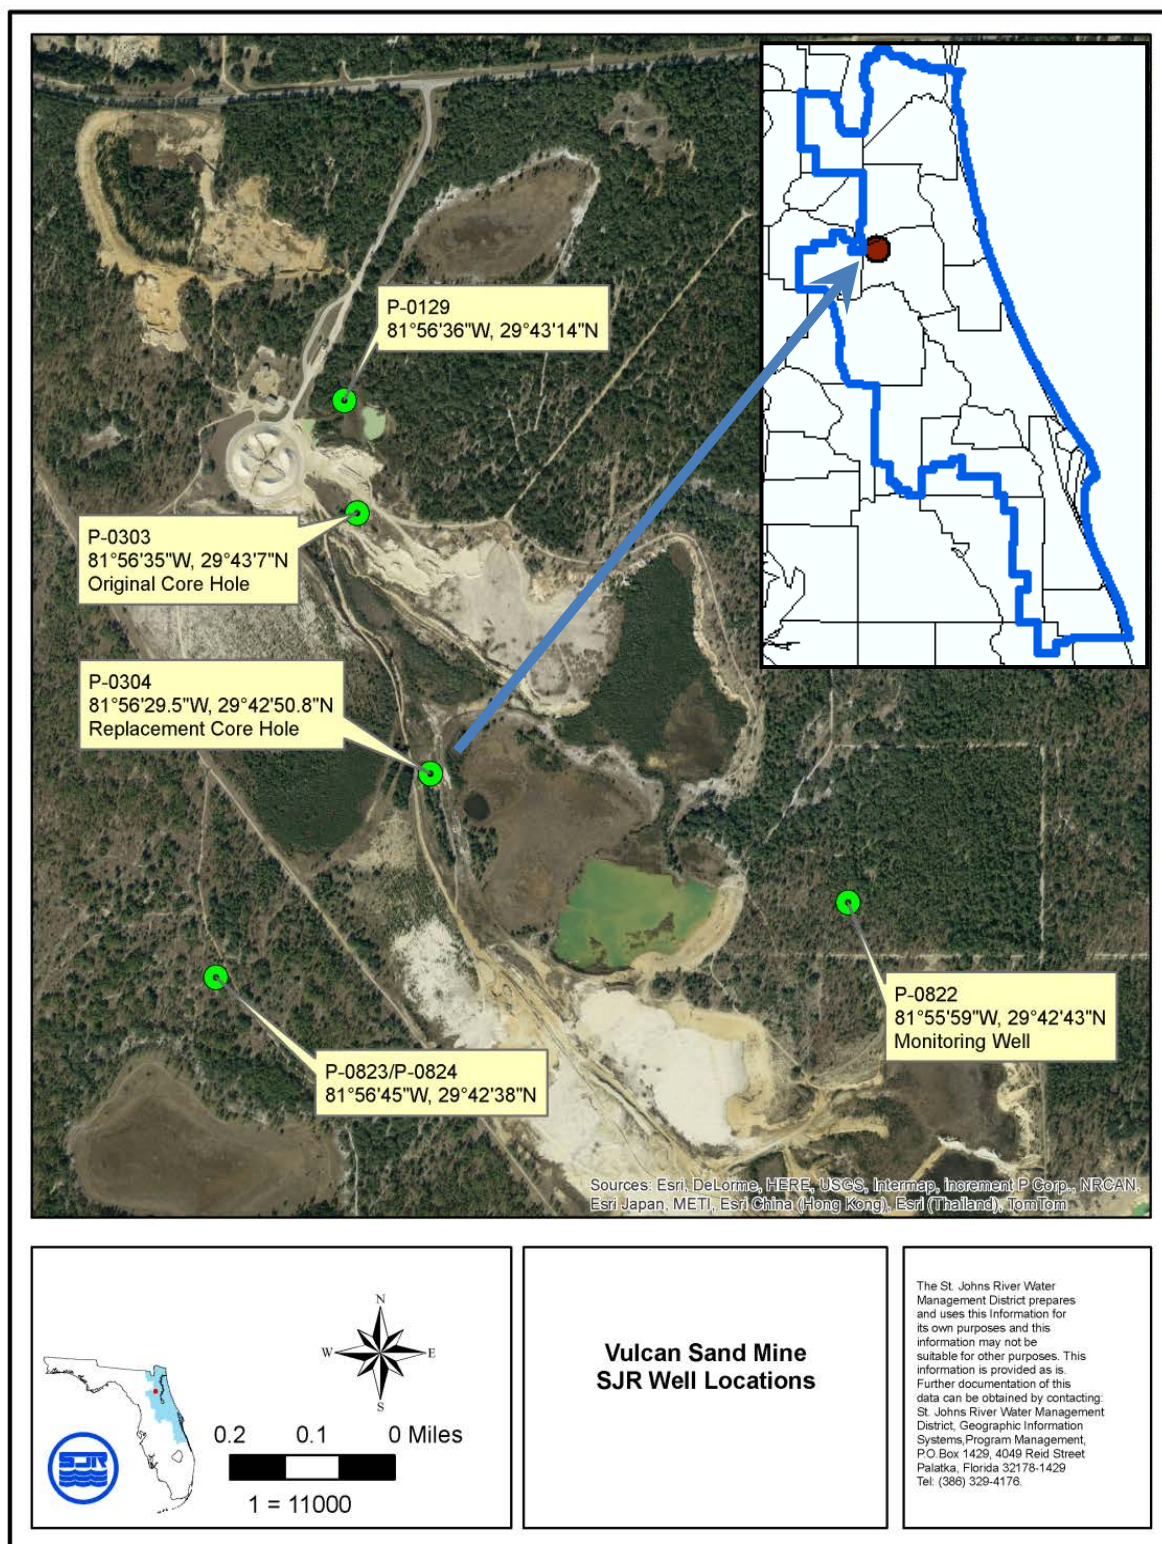 P-0129
81°56'36"W, 29°43'14"N
P-0303
81°56'35"W, 29°43'7"N
Original Core Hole
P-0304
81°56'29.5"W, 29°42'50.8"N
Replacement Core Hole
P-0822
81°55'59"W, 29°42'43"N
Monitoring Well
P-0823/P-0824
81°56'45"W, 29°42'38"N
Sources: Esri, DeLorme, HERE, USGS, Intermap, increment P Corp., NRCAN,
Esri Japan, METI, Esri China (Hong Kong), Esri (Thailand), TomTom
N
W E
S
0.2 0.1 0 Miles
1 = 11000
SJR
Vulcan Sand Mine
SJR Well Locations
The St. Johns River Water
Management District prepares
and uses this Information for
its own purposes and this
information may not be
suitable for other purposes. This
information is provided as is.
Further documentation of this
data can be obtained by contacting:
St. Johns River Water Management
District, Geographic Information
Systems,Program Management,
P.O.Box 1429, 4049 Reid Street
Palatka, Florida 32178-1429
Tel: (386) 329-4176.